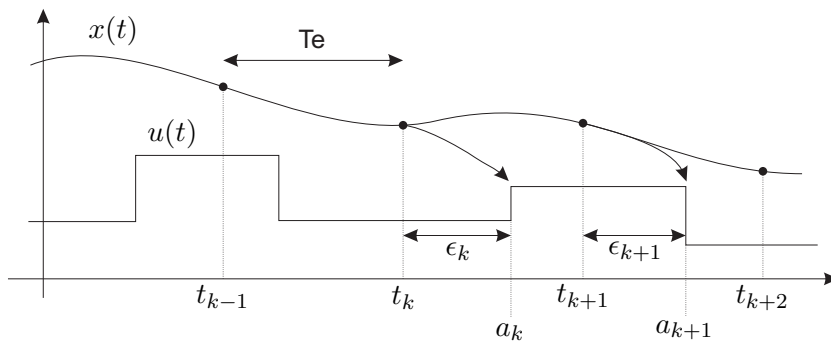 x(t)
Te
u(t)
ϵ_k
ϵ_{k+1}
t_{k−1}
t_k
t_{k+1}
t_{k+2}
a_k
a_{k+1}